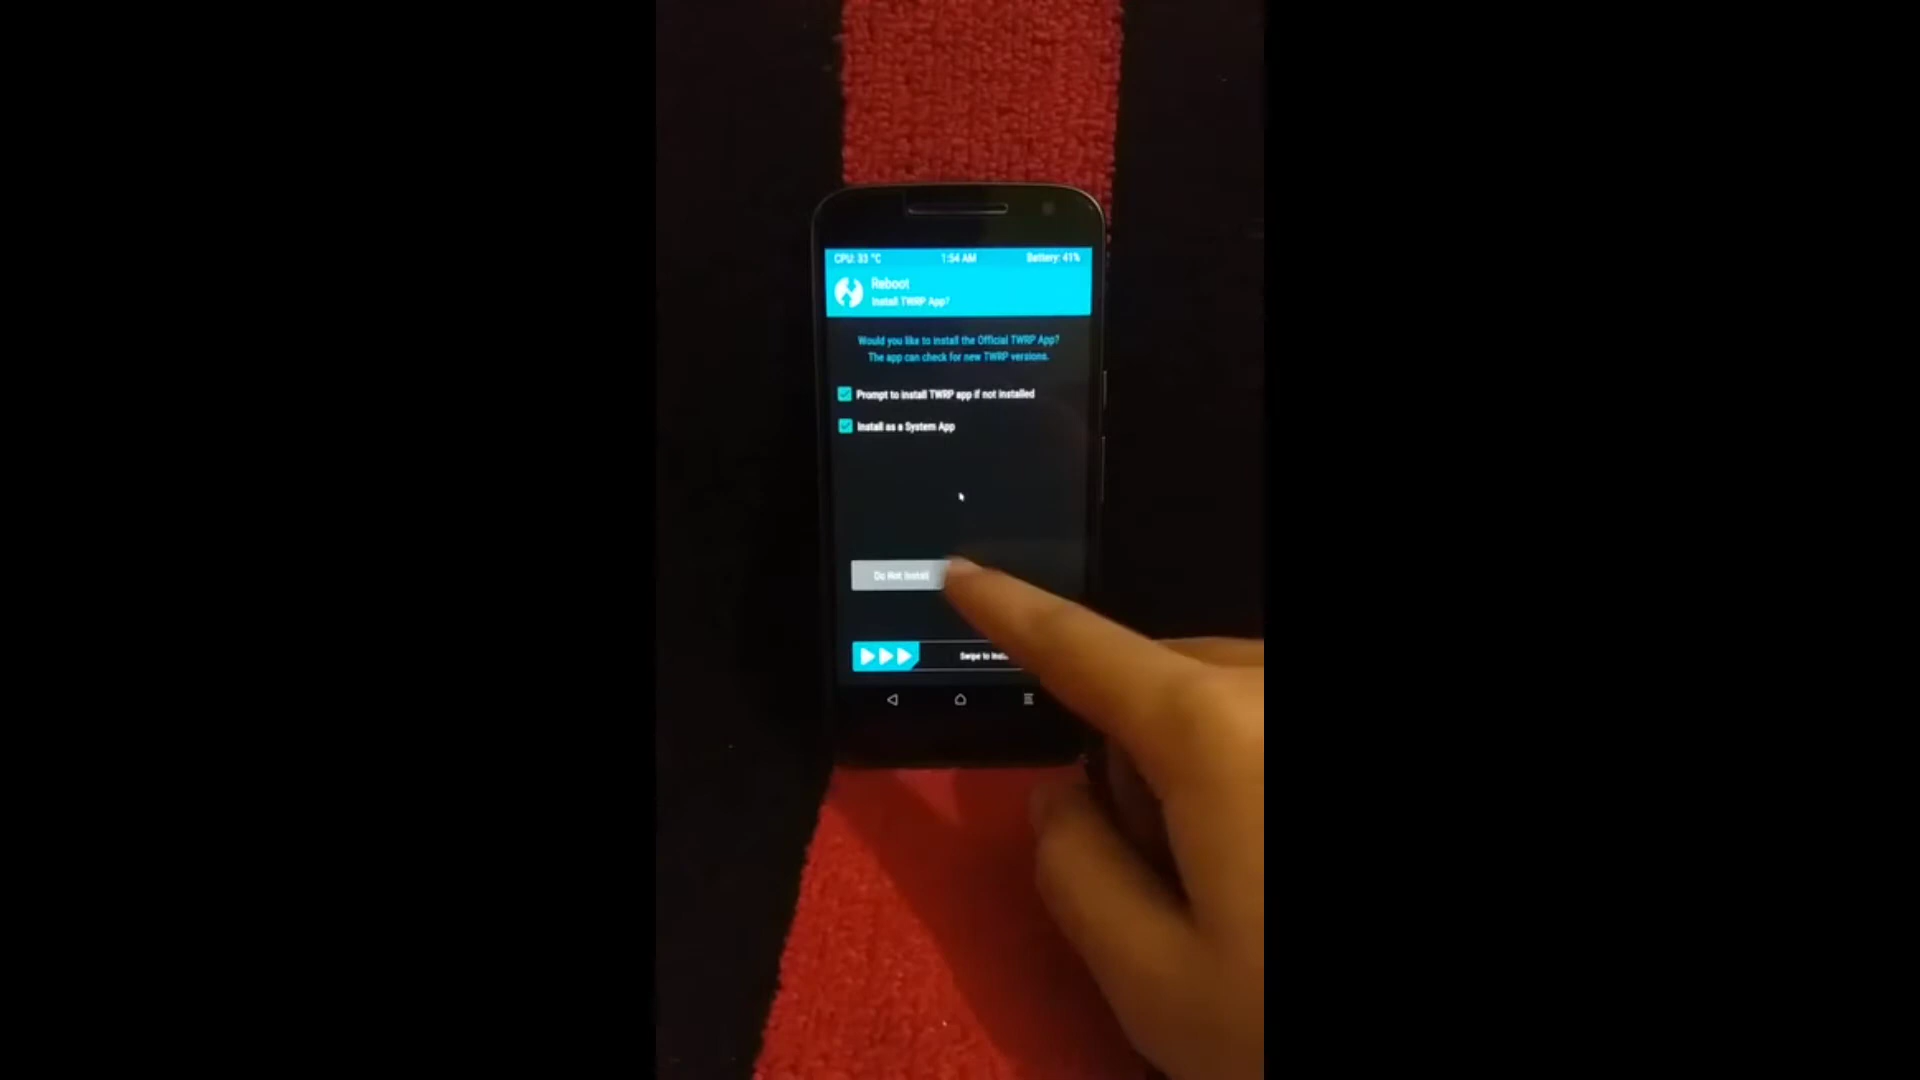 CPU: 33 °C 1:54 AM Battery: 41%
Reboot
Install TWRP App?
Would you like to install the Official TWRP App?
The app can check for new TWRP versions.
Prompt to install TWRP app if not installed
Install as a System App
Do Not Install
Swipe to